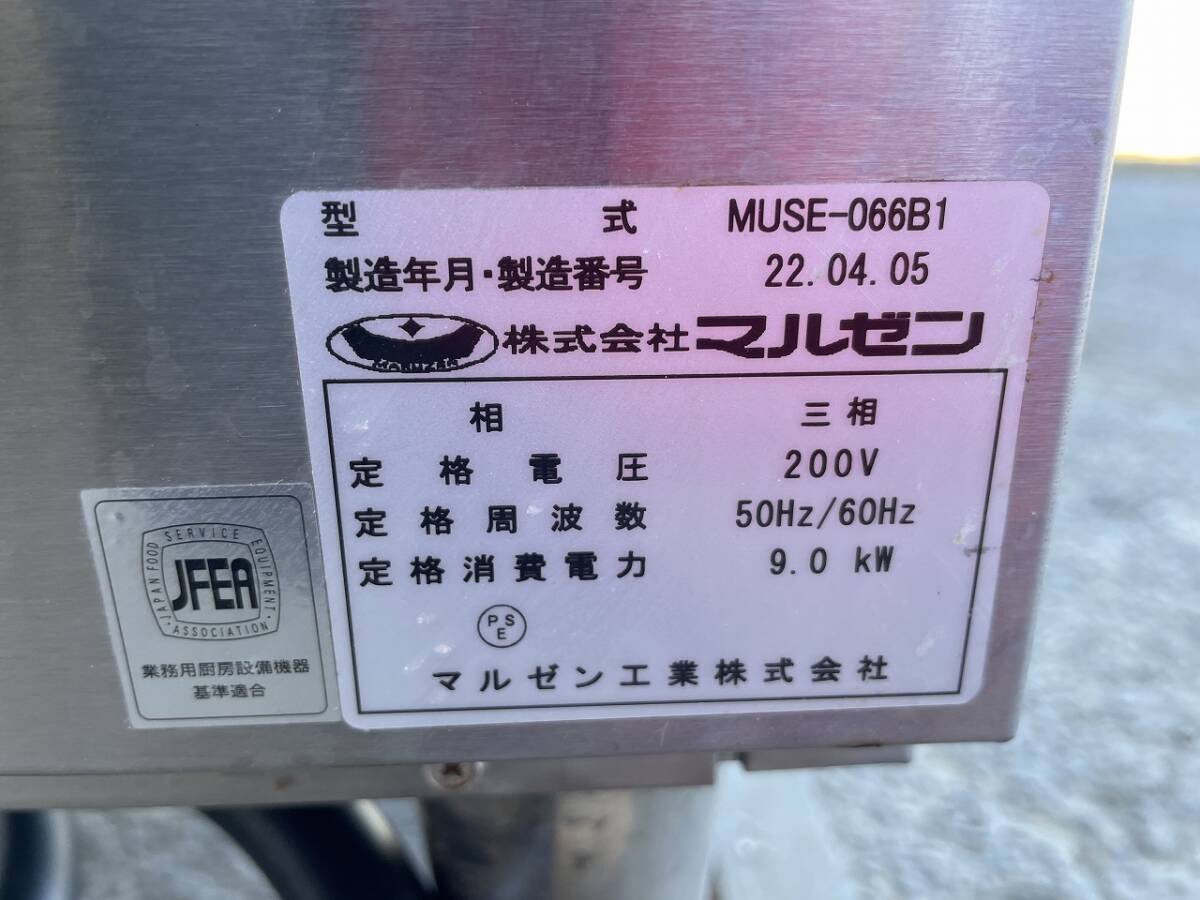 型式 MUSE-066B1
製造年月・製造番号 22.04.05
MARUZEN 株式会社マルゼン
相 三相
定格電圧 200V
定格周波数 50Hz/60Hz
定格消費電力 9.0 kW
PSE
マルゼン工業株式会社
JAPAN FOOD SERVICE EQUIPMENT ASSOCIATION
JFEA
業務用厨房設備機器
基準適合